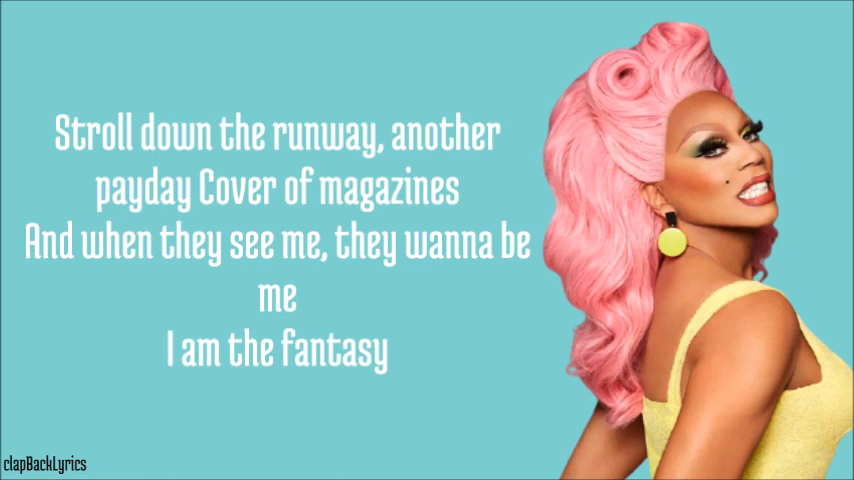 Stroll down the runway, another
payday Cover of magazines
And when they see me, they wanna be
me
I am the fantasy
clapBackLyrics